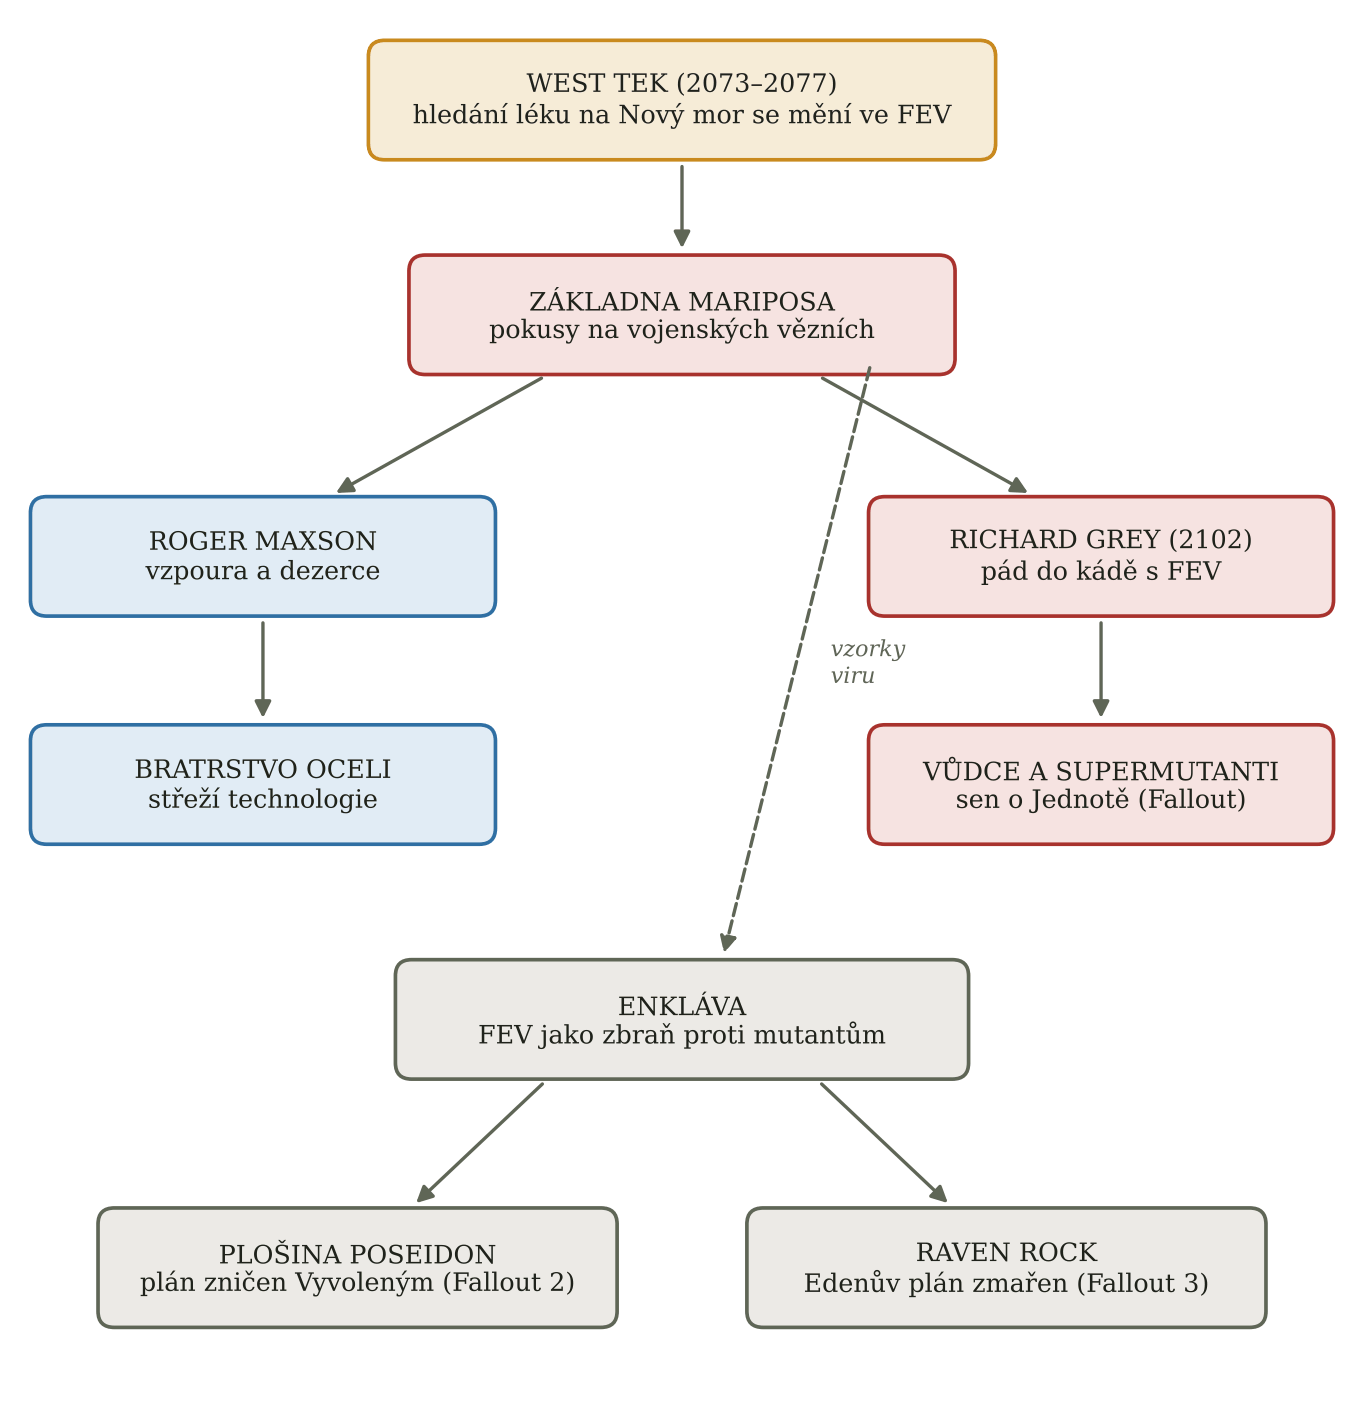 WEST TEK (2073–2077)
hledání léku na Nový mor se mění ve FEV
ZÁKLADNA MARIPOSA
pokusy na vojenských vězních
ROGER MAXSON
vzpoura a dezerce
RICHARD GREY (2102)
pád do kádě s FEV
vzorky
viru
BRATRSTVO OCELI
střeží technologie
VŮDCE A SUPERMUTANTI
sen o Jednotě (Fallout)
ENKLÁVA
FEV jako zbraň proti mutantům
PLOŠINA POSEIDON
plán zničen Vyvoleným (Fallout 2)
RAVEN ROCK
Edenův plán zmařen (Fallout 3)